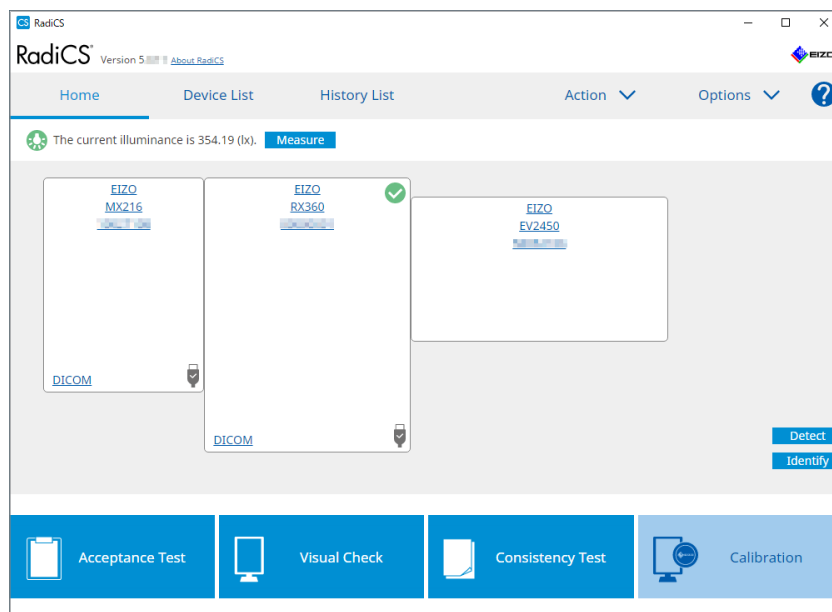 CS RadiCS
RadiCS Version 5. About RadiCS
EIZO
Home Device List History List Action Options ?
The current illuminance is 354.19 (lx). Measure
EIZO
MX216
DICOM
EIZO
RX360
DICOM
EIZO
EV2450
Detect
Identify
Acceptance Test Visual Check Consistency Test Calibration